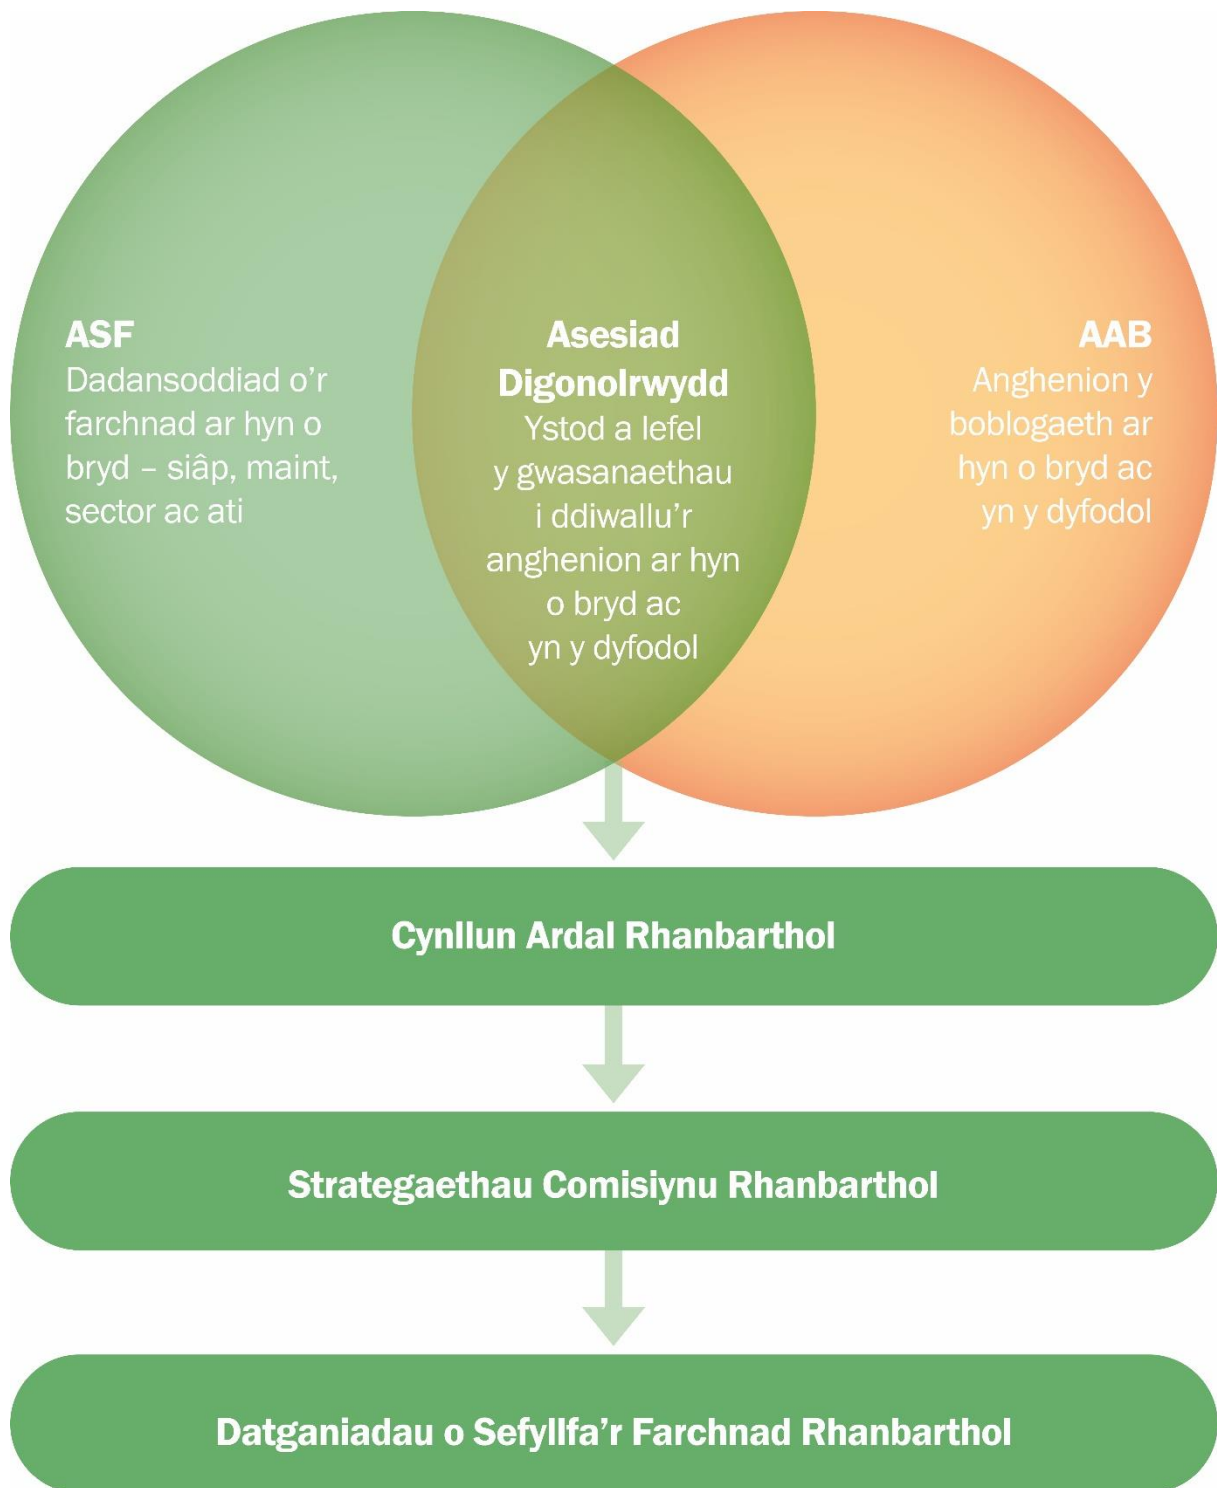 ASF
Dadansoddiad o’r
farchnad ar hyn o
bryd – siâp, maint,
sector ac ati
Asesiad
Digonolrwydd
Ystod a lefel
y gwasanaethau
i ddiwallu’r
anghenion ar hyn
o bryd ac
yn y dyfodol
AAB
Anghenion y
boblogaeth ar
hyn o bryd ac
yn y dyfodol
Cynllun Ardal Rhanbarthol
Strategaethau Comisiynu Rhanbarthol
Datganiadau o Sefyllfa’r Farchnad Rhanbarthol